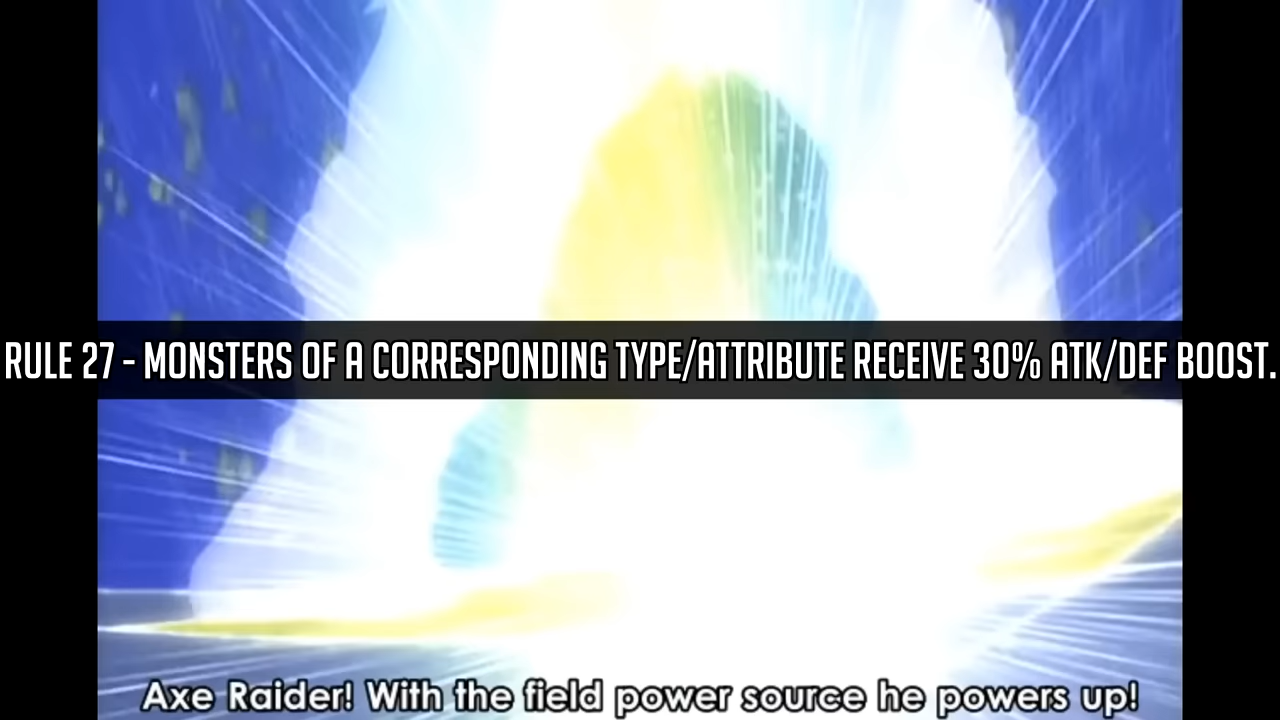 RULE 27 - MONSTERS OF A CORRESPONDING TYPE/ATTRIBUTE RECEIVE 30% ATK/DEF BOOST.
Axe Raider! With the field power source he powers up!